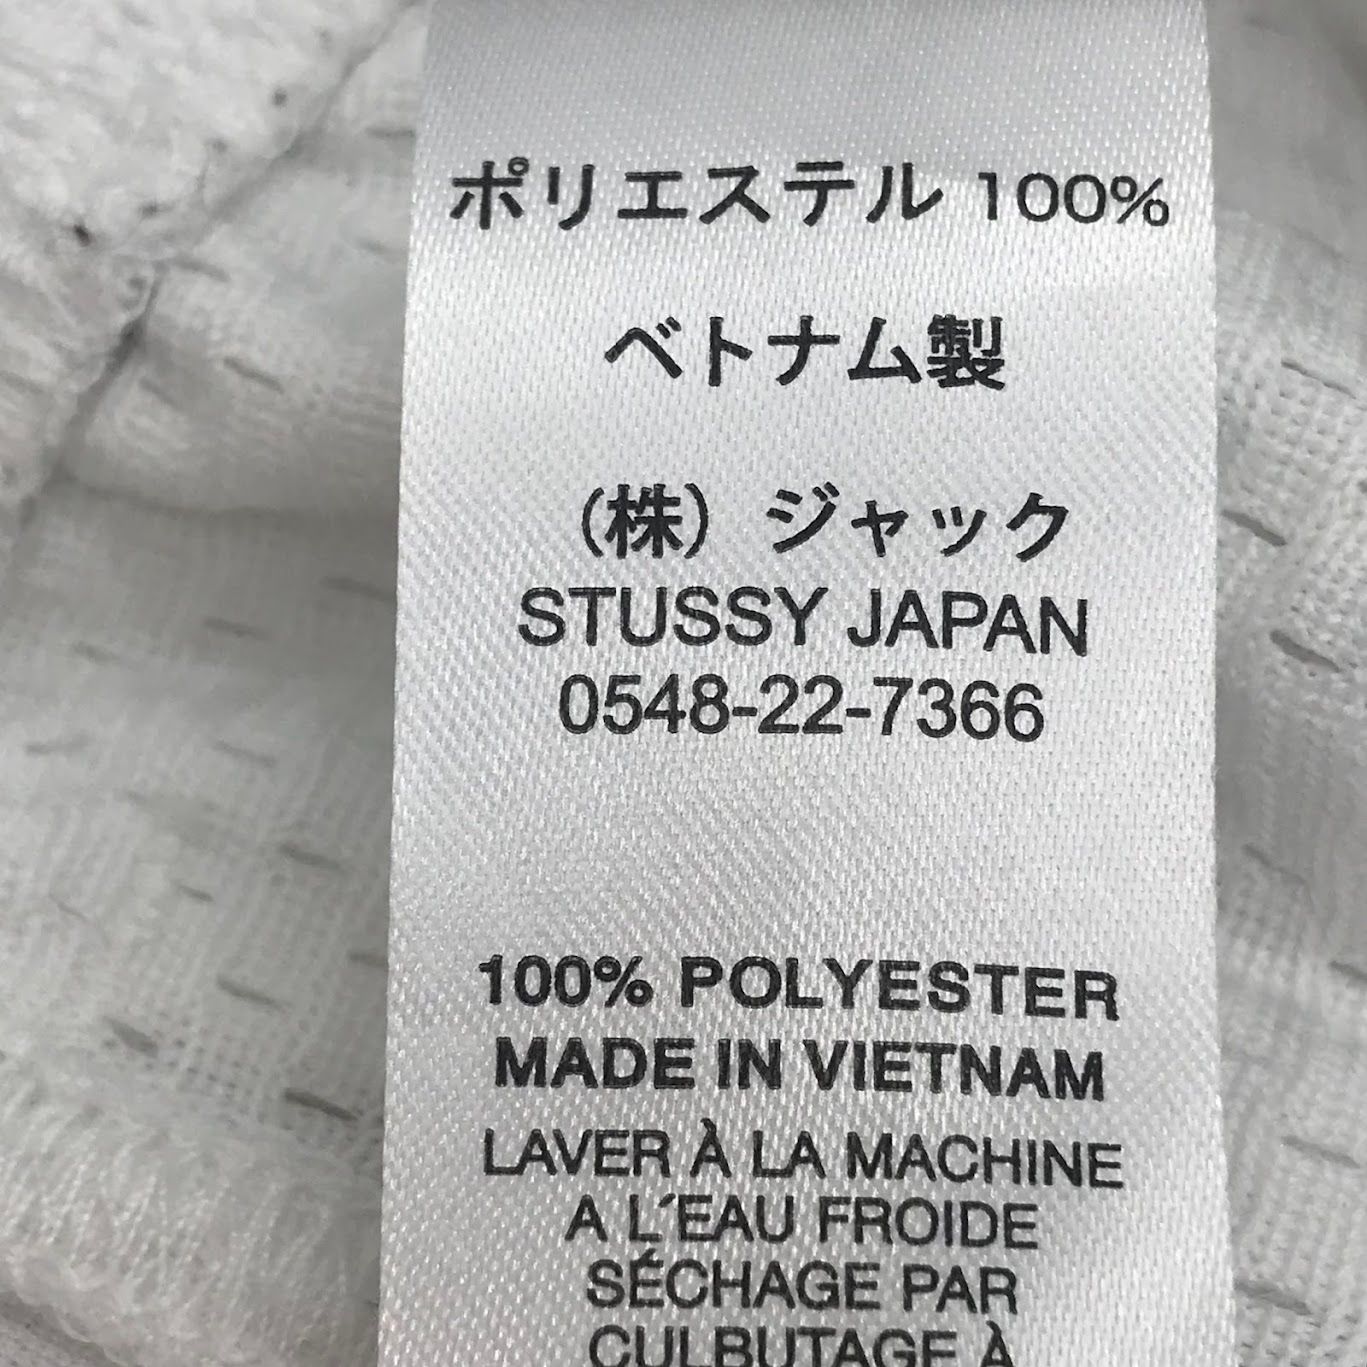 ポリエステル 100%
ベトナム製
(株) ジャック
STUSSY JAPAN
0548-22-7366
100% POLYESTER
MADE IN VIETNAM
LAVER À LA MACHINE
A L´EAU FROIDE
SÉCHAGE PAR
CULBUTAGE À